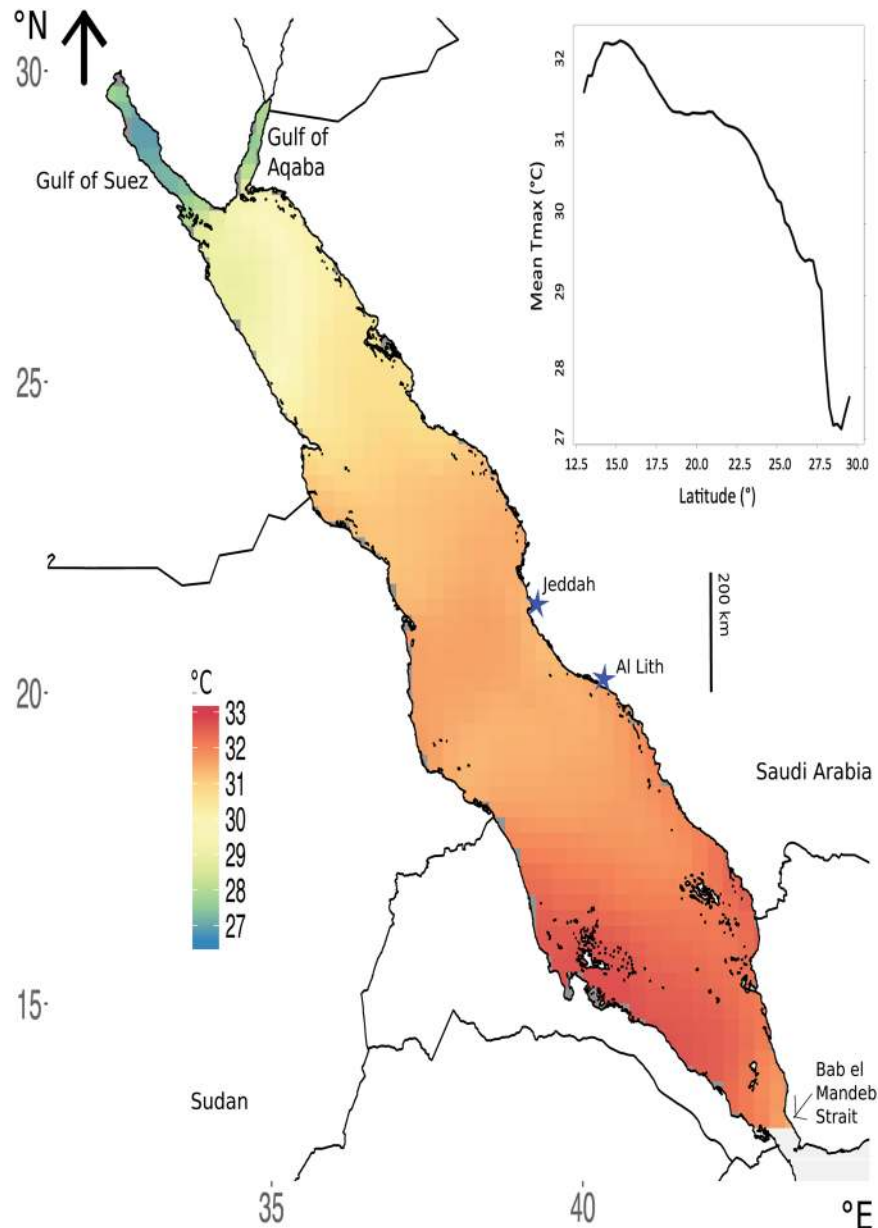 °N
30
25
20
15
Gulf of Suez
Gulf of
Aqaba
32
31
30
29
28
27
Mean Tmax (°C)
12.5 15.0 17.5 20.0 22.5 25.0 27.5 30.0
Latitude (°)
200 km
Jeddah
Al Lith
°C
33
32
31
30
29
28
27
Saudi Arabia
Sudan
Bab el
Mandeb
Strait
35 40 °E